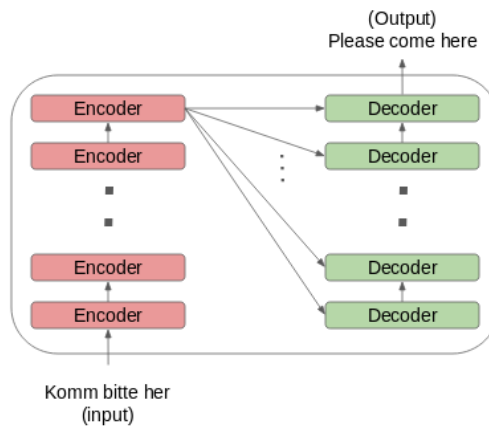 (Output)
Please come here
Encoder
Decoder
Encoder
Decoder
Encoder
Decoder
Encoder
Decoder
Komm bitte her
(input)